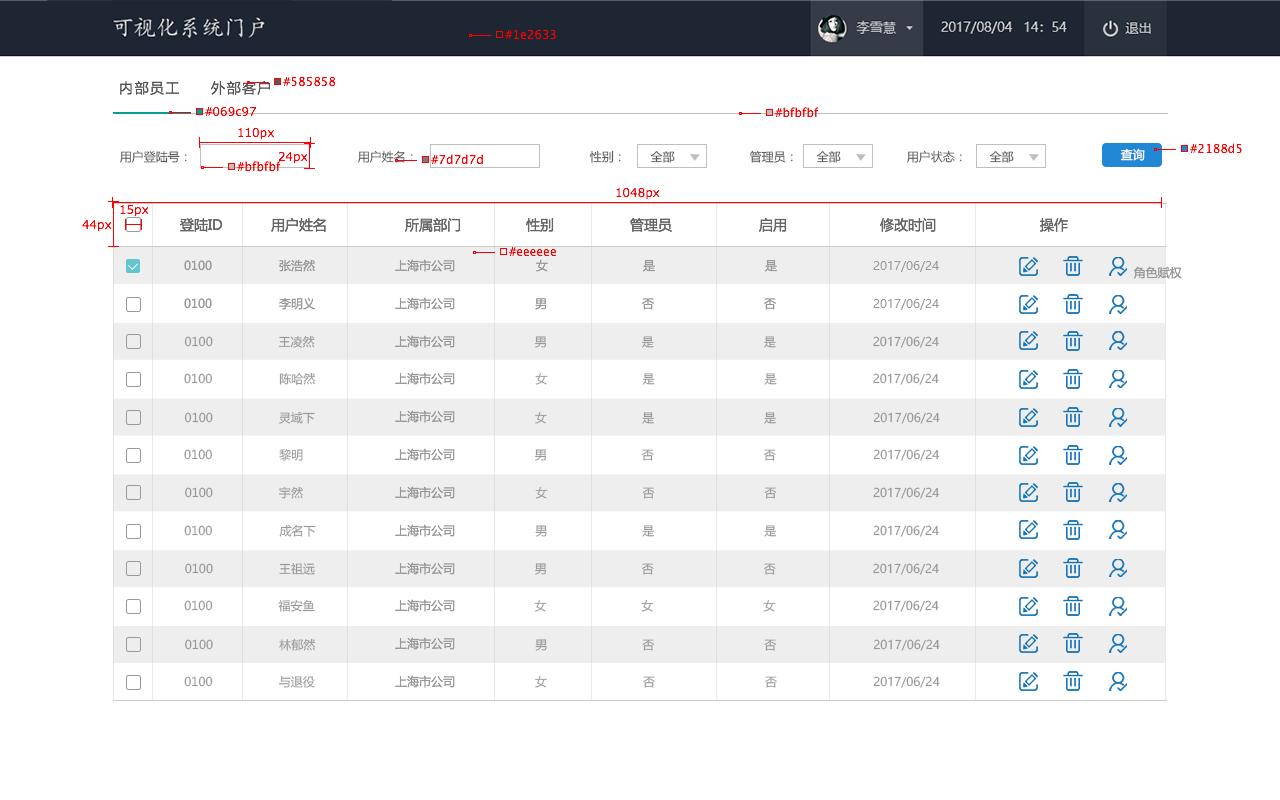 可视化系统门户 #1e2633 李雪慧 2017/08/04 14: 54 退出
内部员工 外部客户 #585858
#069c97 #bfbfbf
110px
用户登陆号： 24px 用户姓名： #7d7d7d 性别： 全部 管理员： 全部 用户状态： 全部 查询 #2188d5
#bfbfbf
1048px
15px
44px 登陆ID 用户姓名 所属部门 性别 管理员 启用 修改时间 操作
#eeeeee
0100 张浩然 上海市公司 女 是 是 2017/06/24 角色赋权
0100 李明义 上海市公司 男 否 否 2017/06/24
0100 王凌然 上海市公司 男 是 是 2017/06/24
0100 陈哈然 上海市公司 女 是 是 2017/06/24
0100 灵域下 上海市公司 女 是 是 2017/06/24
0100 黎明 上海市公司 男 否 否 2017/06/24
0100 宇然 上海市公司 女 否 否 2017/06/24
0100 成名下 上海市公司 男 是 是 2017/06/24
0100 王祖远 上海市公司 男 否 否 2017/06/24
0100 福安鱼 上海市公司 女 女 女 2017/06/24
0100 林郁然 上海市公司 男 否 否 2017/06/24
0100 与退役 上海市公司 女 否 否 2017/06/24